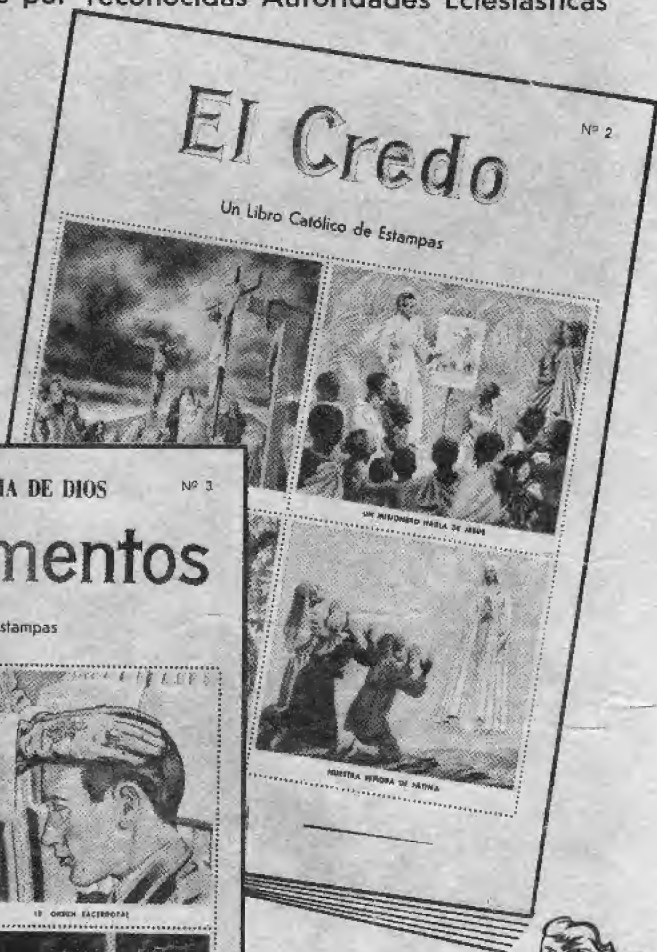 por reconocidas Autoridades Eclesiásticas
El Credo
Nº 2
Un Libro Católico de Estampas
UN MISIONERO HABLA DE JESUS
NUESTRA SEÑORA DE FATIMA
DE DIOS
Nº 3
mentos
stampas
ORDEN SACERDOTAL